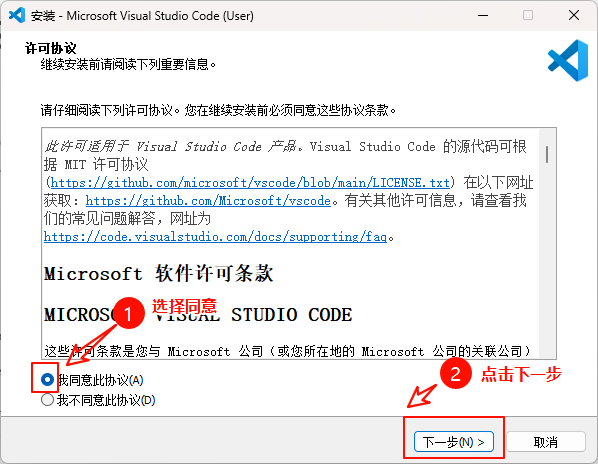 安装 - Microsoft Visual Studio Code (User)
许可协议
继续安装前请阅读下列重要信息。
请仔细阅读下列许可协议。您在继续安装前必须同意这些协议条款。
此许可适用于 Visual Studio Code 产品。Visual Studio Code 的源代码可根
据 MIT 许可协议
(https://github.com/microsoft/vscode/blob/main/LICENSE.txt) 在以下网址
获取：https://github.com/Microsoft/vscode。有关其他许可信息，请查看我
们的常见问题解答，网址为
https://code.visualstudio.com/docs/supporting/faq。
Microsoft 软件许可条款
1 选择同意
MICROSO VISUAL STUDIO CODE
这些许可条款是您与 Microsoft 公司（或您所在地的 Microsoft 公司的关联公司）
我同意此协议(A)
2 点击下一步
我不同意此协议(D)
下一步(N) >
取消